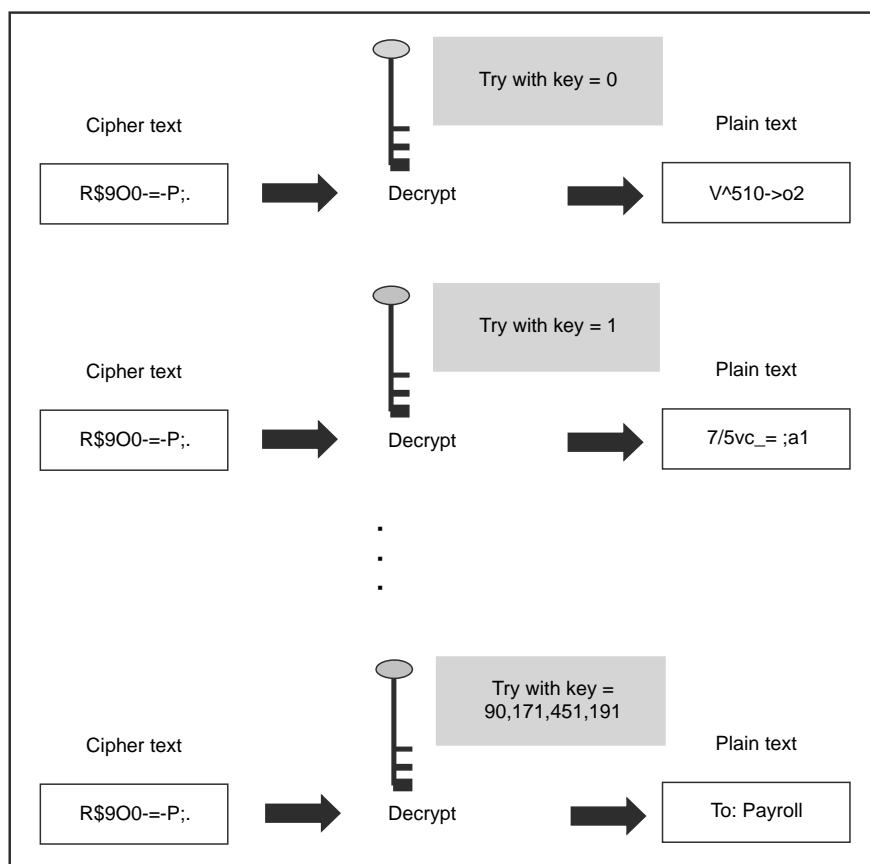 Try with key = 0
Cipher text
Plain text
R$9O0-=-P;.
Decrypt
V^510->o2
Try with key = 1
Cipher text
Plain text
R$9O0-=-P;.
Decrypt
7/5vc_= ;a1
.
.
.
Try with key =
90,171,451,191
Cipher text
Plain text
R$9O0-=-P;.
Decrypt
To: Payroll